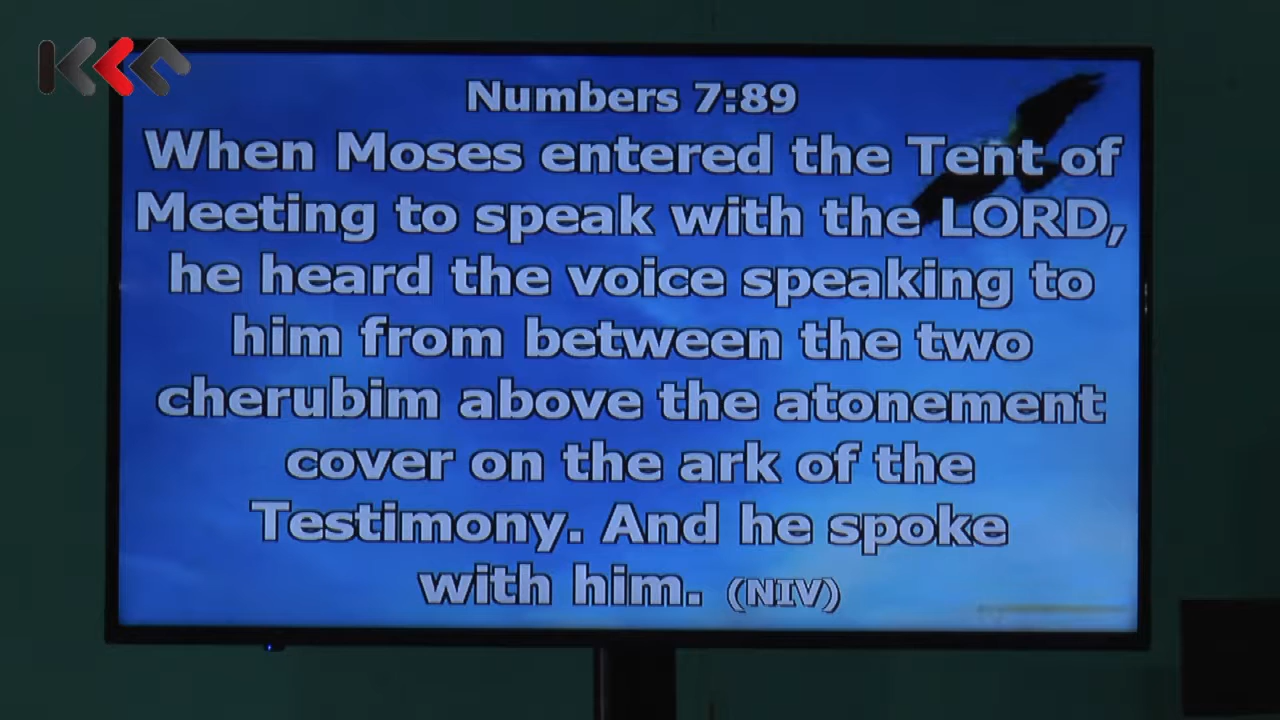 Numbers 7:89
When Moses entered the Tent of
Meeting to speak with the LORD,
he heard the voice speaking to
him from between the two
cherubim above the atonement
cover on the ark of the
Testimony. And he spoke
with him. (NIV)